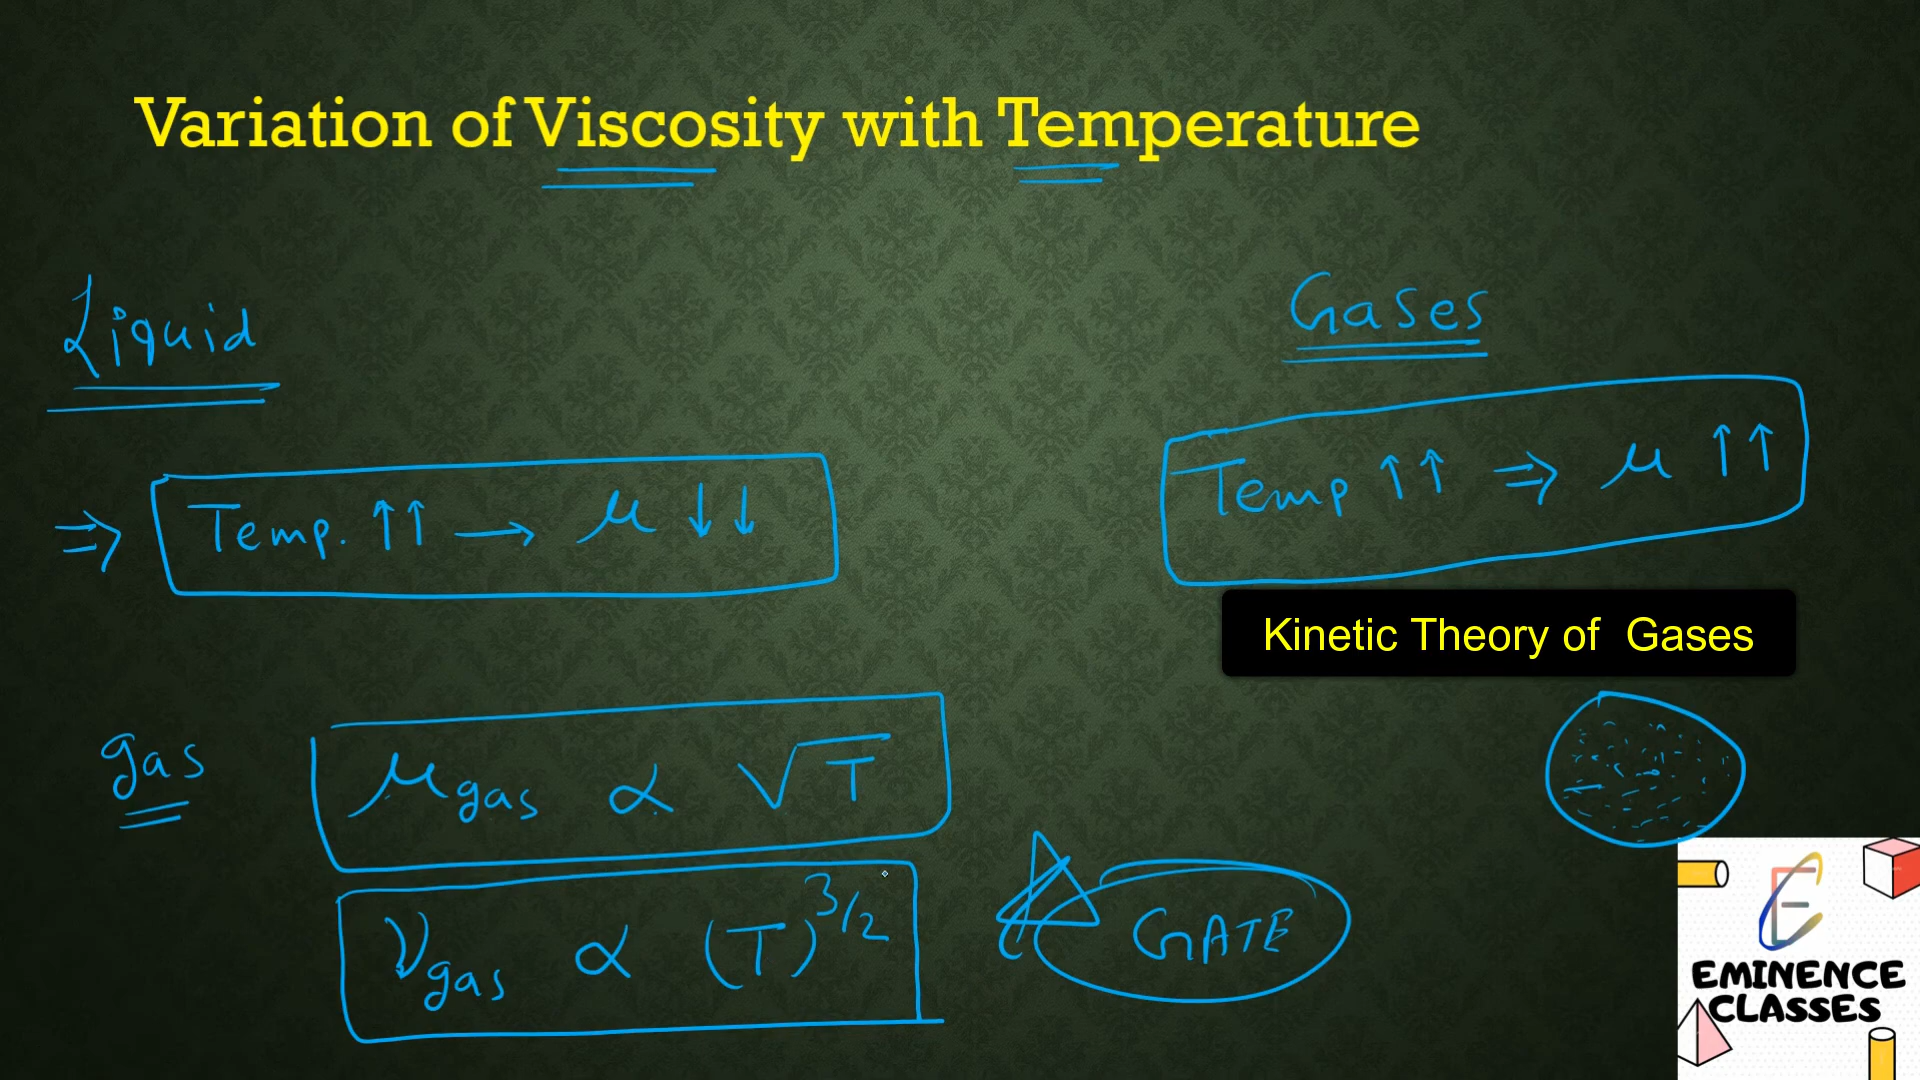 Variation of Viscosity with Temperature
Liquid
Gases
⇒ Temp. ↑↑ → μ ↓↓
Temp ↑↑ ⇒ μ ↑↑
Kinetic Theory of Gases
gas
μgas ∝ √T
νgas ∝ (T)^3/2
GATE
EMINENCE
CLASSES